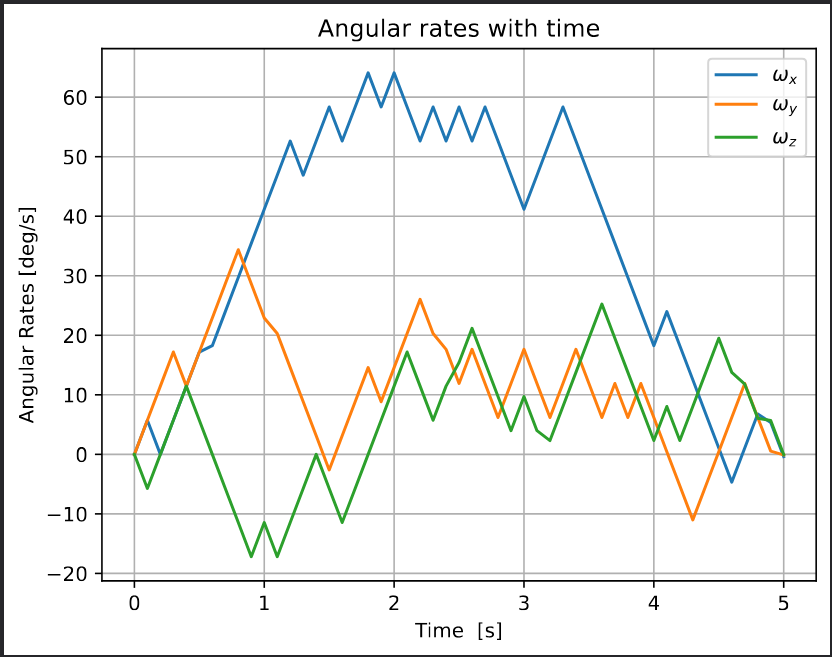 Angular rates with time
ω_x
ω_y
ω_z
60
50
40
30
20
10
0
−10
−20
Angular Rates [deg/s]
0 1 2 3 4 5
Time [s]